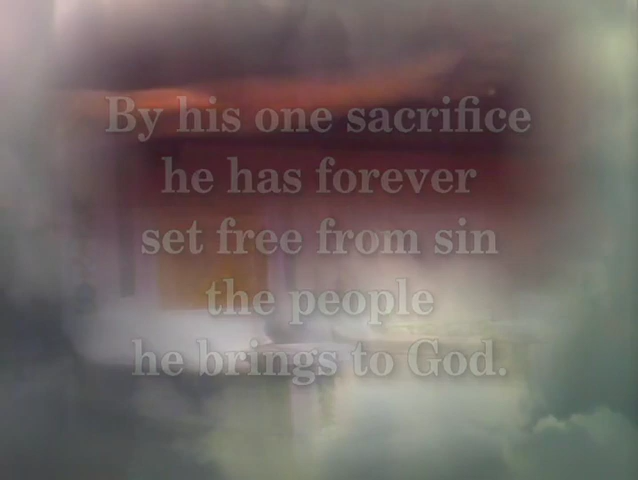 By his one sacrifice
he has forever
set free from sin
the people
he brings to God.